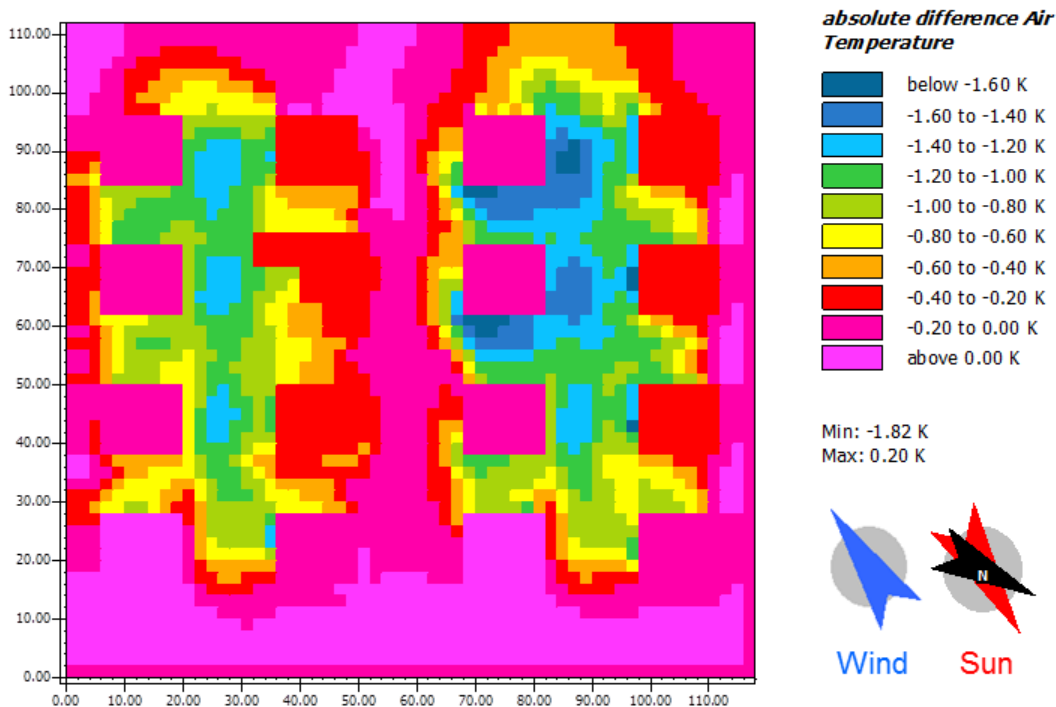 absolute difference Air
Temperature
below -1.60 K
-1.60 to -1.40 K
-1.40 to -1.20 K
-1.20 to -1.00 K
-1.00 to -0.80 K
-0.80 to -0.60 K
-0.60 to -0.40 K
-0.40 to -0.20 K
-0.20 to 0.00 K
above 0.00 K
Min: -1.82 K
Max: 0.20 K
N
Wind Sun
110.00
100.00
90.00
80.00
70.00
60.00
50.00
40.00
30.00
20.00
10.00
0.00
0.00 10.00 20.00 30.00 40.00 50.00 60.00 70.00 80.00 90.00 100.00 110.00